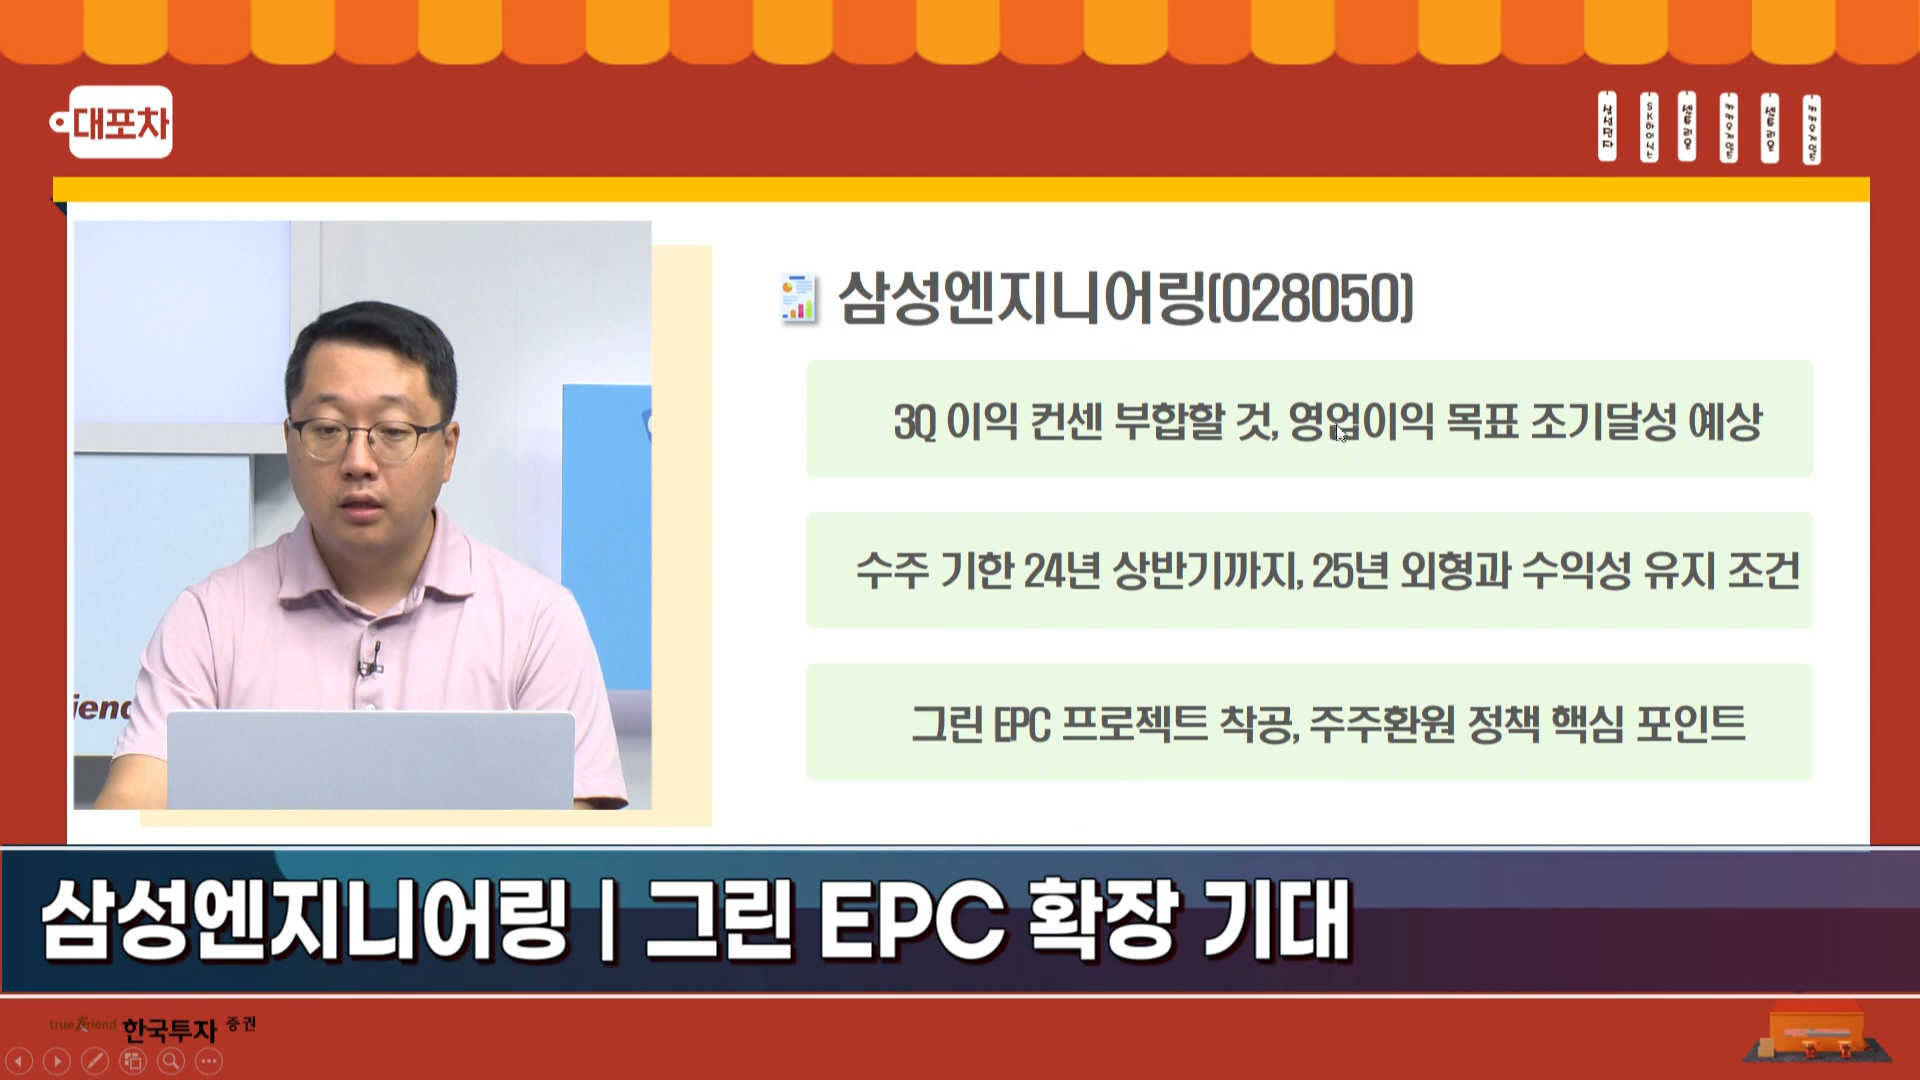 대포차
삼성엔지니어링(028050)
3Q 이익 컨센 부합할 것, 영업이익 목표 조기달성 예상
수주 기한 24년 상반기까지, 25년 외형과 수익성 유지 조건
그린 EPC 프로젝트 착공, 주주환원 정책 핵심 포인트
iend
삼성엔지니어링 | 그린 EPC 확장 기대
true friend 한국투자 증권